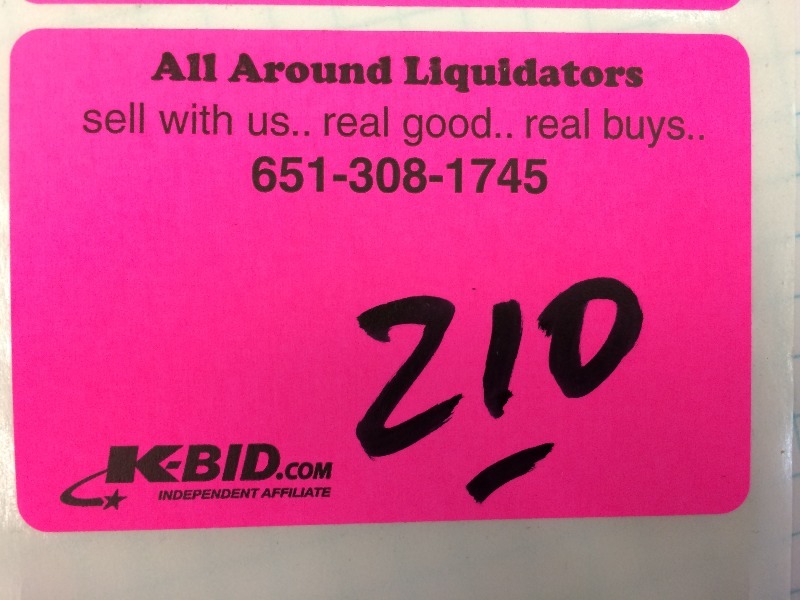 All Around Liquidators
sell with us.. real good.. real buys..
651-308-1745
210
K-BID.COM
INDEPENDENT AFFILIATE